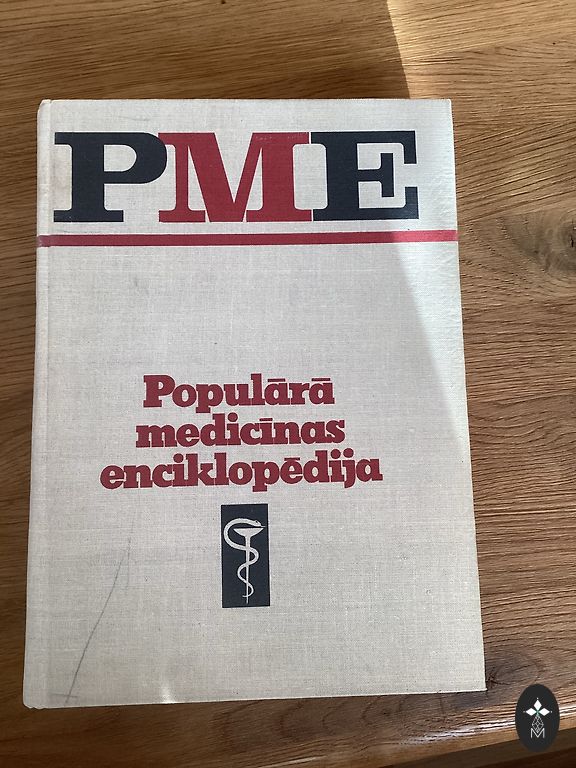 PME
Populārā
medicīnas
enciklopēdija
M